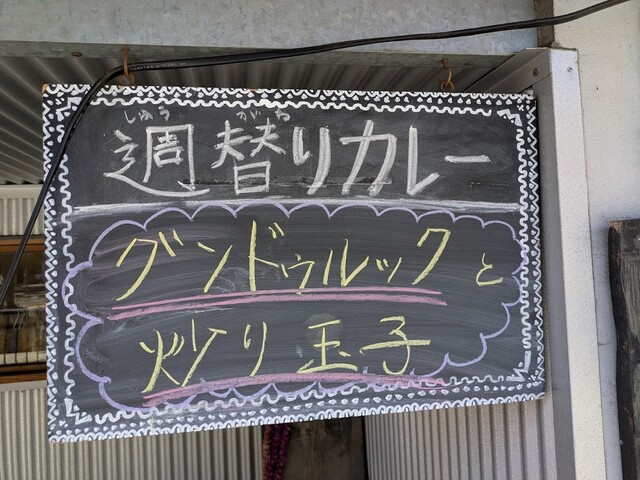 しゅう がわ
週替りカレー
グンドゥルックと
炒り玉子